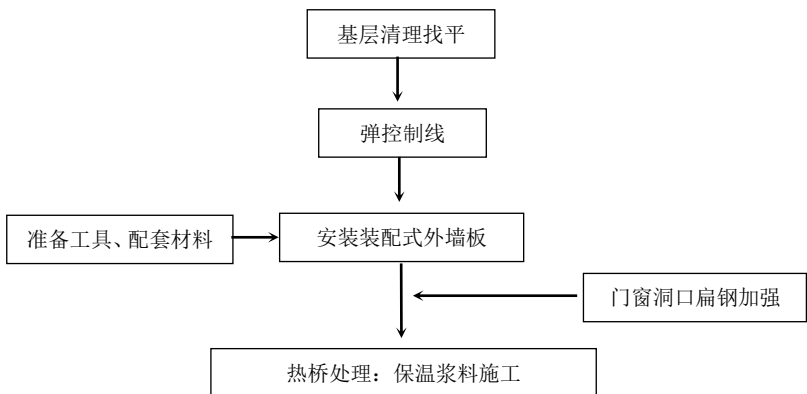 基层清理找平
弹控制线
准备工具、配套材料
安装装配式外墙板
门窗洞口扁钢加强
热桥处理：保温浆料施工